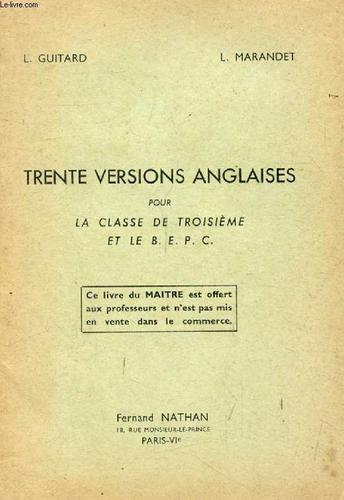 Le-livre.com
L. GUITARD L. MARANDET
TRENTE VERSIONS ANGLAISES
POUR
LA CLASSE DE TROISIÈME
ET LE B. E. P. C.
Ce livre du MAITRE est offert
aux professeurs et n'est pas mis
en vente dans le commerce.
Fernand NATHAN
18, RUE MONSIEUR-LE-PRINCE
PARIS-VIe